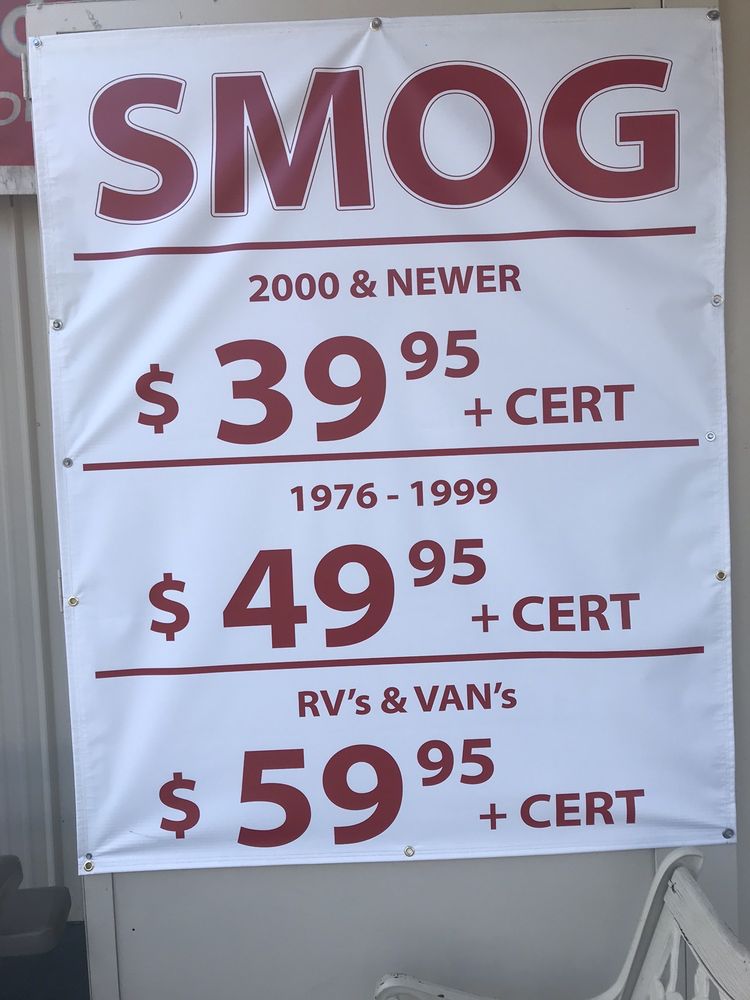 SMOG
2000 & NEWER
$ 39 95 + CERT
1976 - 1999
$ 49 95 + CERT
RV's & VAN's
$ 59 95 + CERT